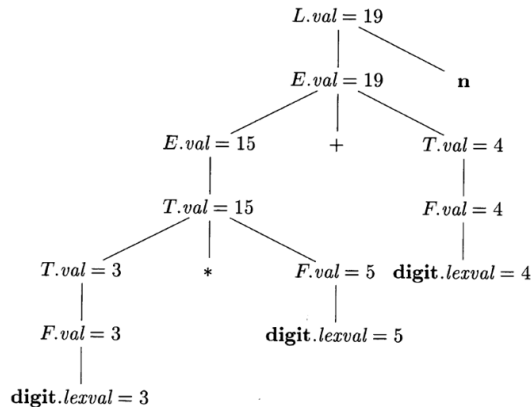 L.val = 19
E.val = 19 n
E.val = 15 + T.val = 4
T.val = 15 F.val = 4
T.val = 3 * F.val = 5 digit.lexval = 4
F.val = 3 digit.lexval = 5
digit.lexval = 3